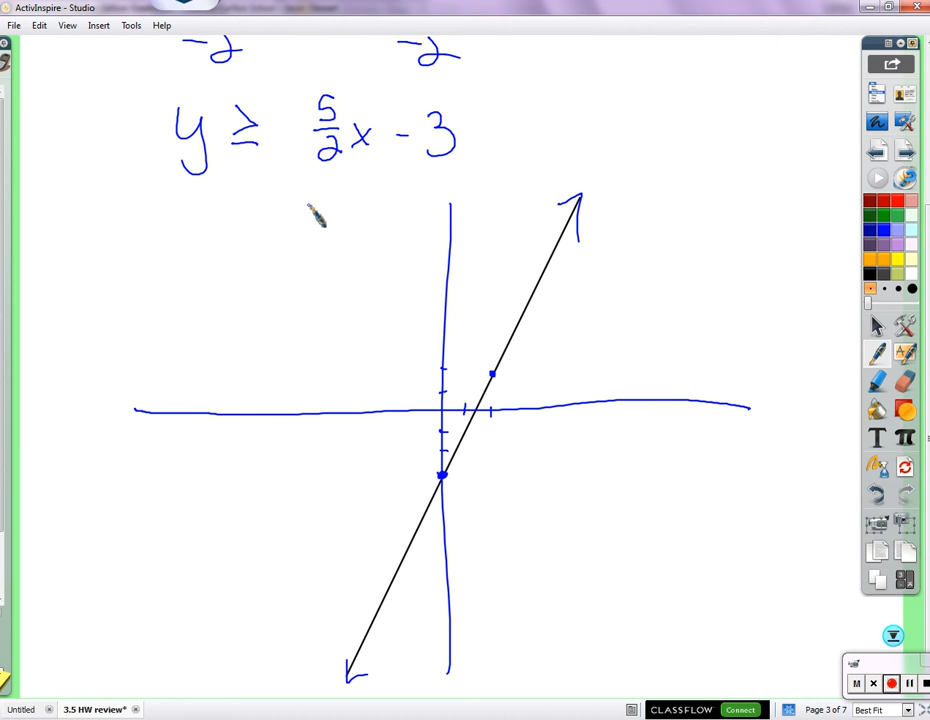 ActivInspire - Studio
File Edit View Insert Tools Help
-2 -2
y ≥ 5/2 x - 3
T π
Untitled 3.5 HW review*
CLASSFLOW Connect
Page 3 of 7 Best Fit
M